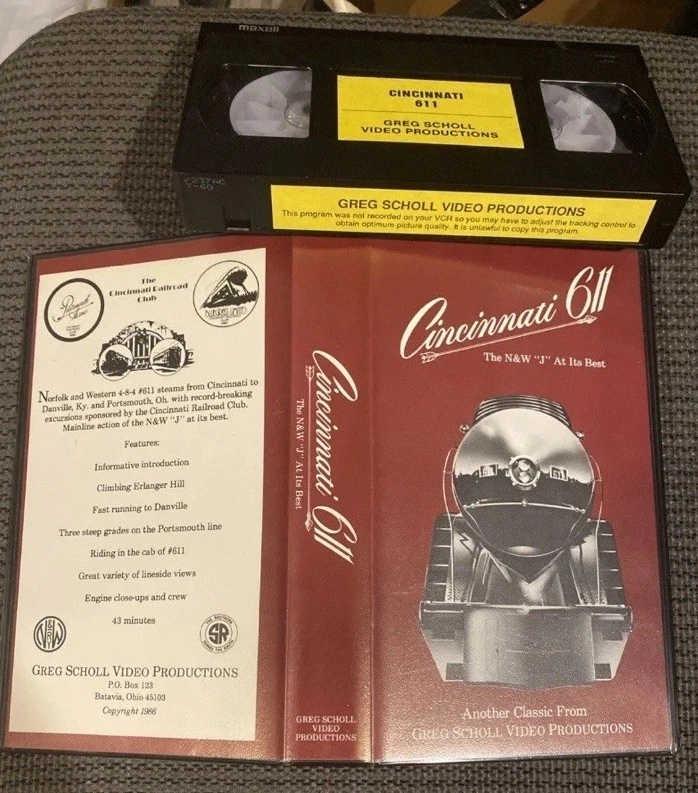 maxell
CINCINNATI
611
GREG SCHOLL
VIDEO PRODUCTIONS
T-60
GREG SCHOLL VIDEO PRODUCTIONS
This program was not recorded on your VCR so you may have to adjust the tracking control to
obtain optimum picture quality. It is unlawful to copy this program.
The
Cincinnati Railroad
Club
Norfolk and Western 4-8-4 #611 steams from Cincinnati to
Danville, Ky. and Portsmouth, Oh. with record-breaking
excursions sponsored by the Cincinnati Railroad Club.
Mainline action of the N&W "J" at its best.
Features:
Informative introduction
Climbing Erlanger Hill
Fast running to Danville
Three steep grades on the Portsmouth line
Riding in the cab of #611
Great variety of lineside views
Engine close-ups and crew
43 minutes
SR
GREG SCHOLL VIDEO PRODUCTIONS
P.O. Box 123
Batavia, Ohio 45103
Copyright 1986
Cincinnati 611
The N&W "J" At Its Best
GREG SCHOLL
VIDEO
PRODUCTIONS
Cincinnati 611
The N&W "J" At Its Best
Another Classic From
GREG SCHOLL VIDEO PRODUCTIONS